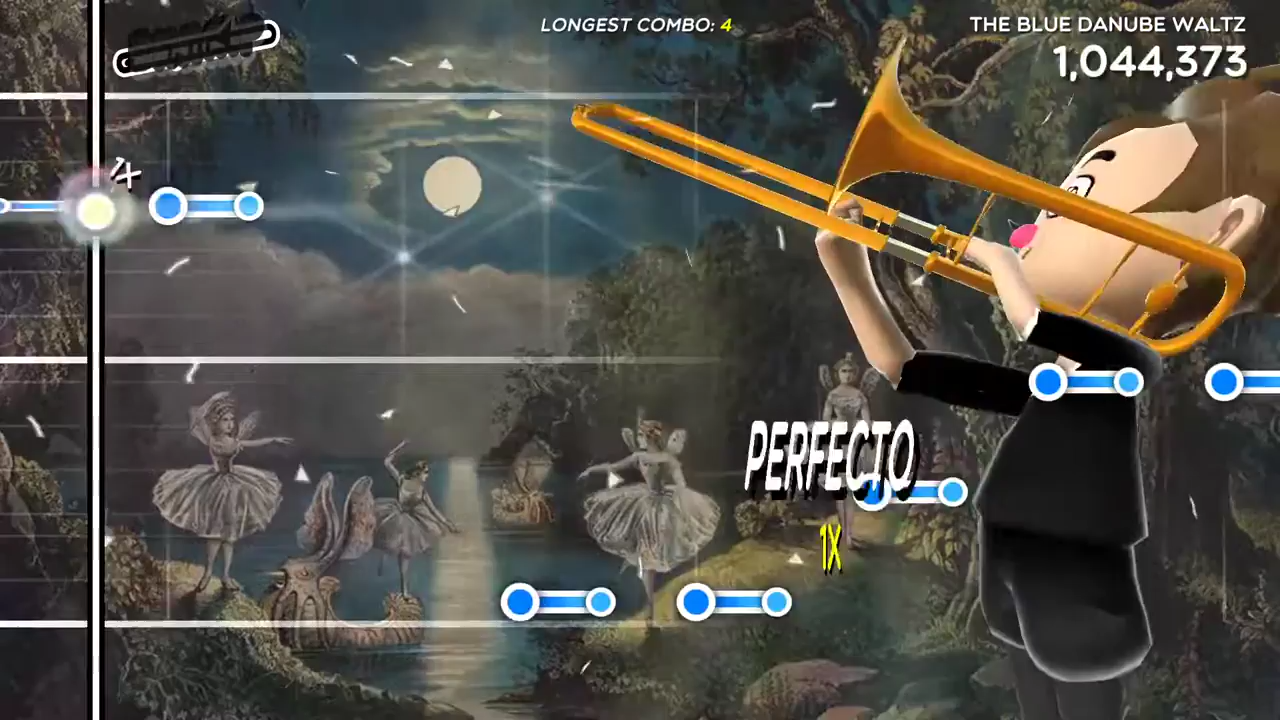 LONGEST COMBO: 4
THE BLUE DANUBE WALTZ
1,044,373
PERFECTO
1X